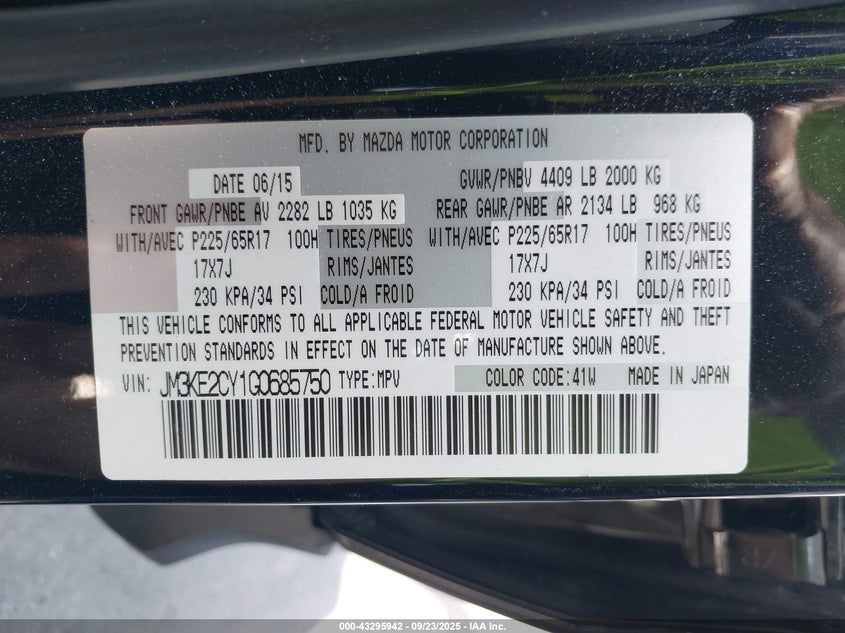 MFD. BY MAZDA MOTOR CORPORATION
DATE 06/15 GVWR/PNBV 4409 LB 2000 KG
FRONT GAWR/PNBE AV 2282 LB 1035 KG REAR GAWR/PNBE AR 2134 LB 968 KG
WITH/AVEC P225/65R17 100H TIRES/PNEUS WITH/AVEC P225/65R17 100H TIRES/PNEUS
17X7J RIMS/JANTES 17X7J RIMS/JANTES
230 KPA/34 PSI COLD/A FROID 230 KPA/34 PSI COLD/A FROID
THIS VEHICLE CONFORMS TO ALL APPLICABLE FEDERAL MOTOR VEHICLE SAFETY AND THEFT
PREVENTION STANDARDS IN EFFECT ON THE DATE OF MANUFACTURE SHOWN ABOVE.
VIN: JM3KE2CY1G0685750 TYPE:MPV COLOR CODE:41W MADE IN JAPAN
000-43295942 - 09/23/2025 - IAA Inc.